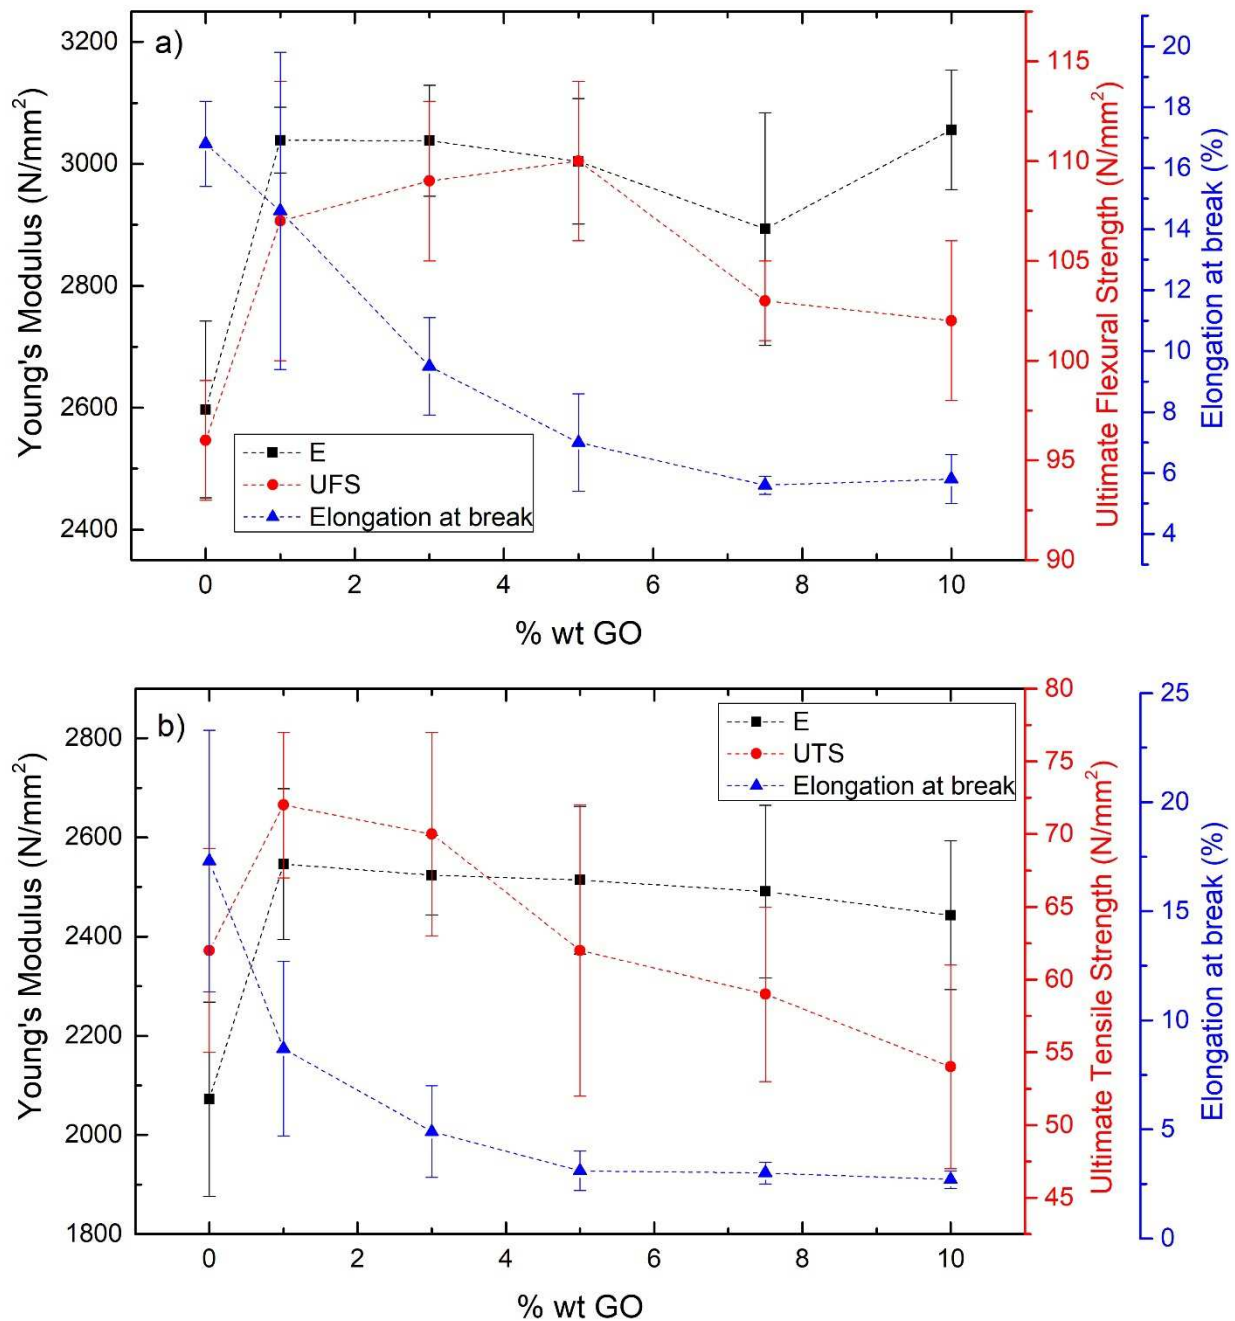 a)
Young's Modulus (N/mm²)
3200
3000
2800
2600
2400
E
UFS
Elongation at break
0 2 4 6 8 10
% wt GO
115
110
105
100
95
90
Ultimate Flexural Strength (N/mm²)
20
18
16
14
12
10
8
6
4
Elongation at break (%)
b)
Young's Modulus (N/mm²)
2800
2600
2400
2200
2000
1800
E
UTS
Elongation at break
0 2 4 6 8 10
% wt GO
80
75
70
65
60
55
50
45
Ultimate Tensile Strength (N/mm²)
25
20
15
10
5
0
Elongation at break (%)